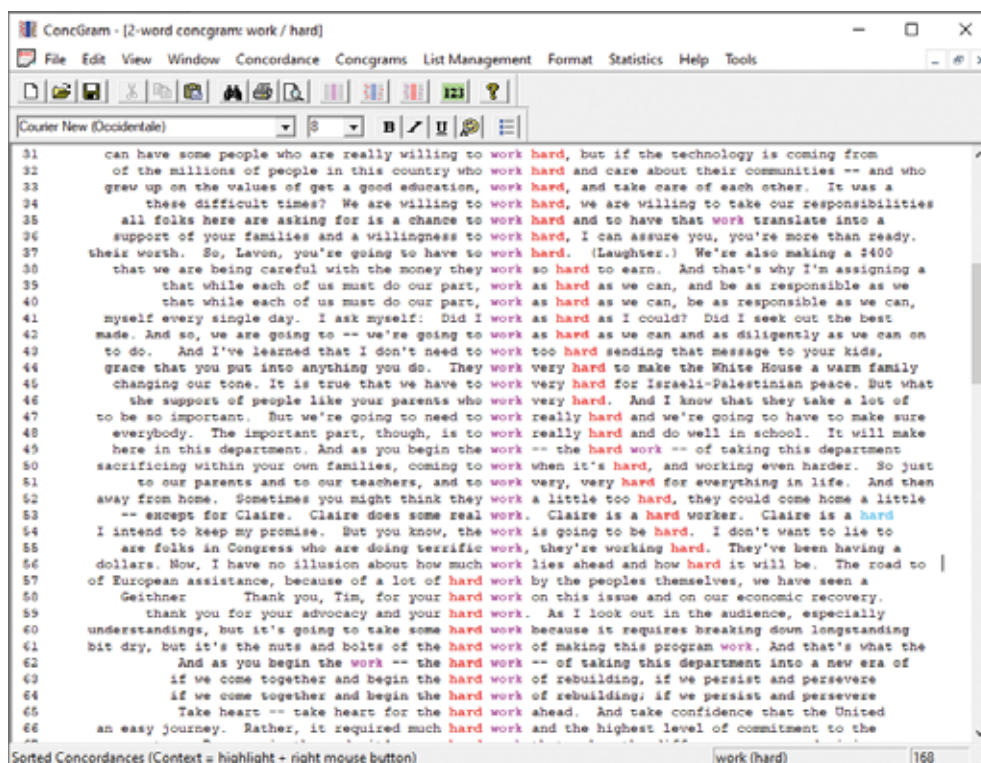 ConcGram - [2-word concgram: work / hard]
File Edit View Window Concordance Concgrams List Management Format Statistics Help Tools
123 ?
Courier New (Occidentale) 8 B I U
31 can have some people who are really willing to work hard, but if the technology is coming from
32 of the millions of people in this country who work hard and care about their communities -- and who
33 grew up on the values of get a good education, work hard, and take care of each other. It was a
34 these difficult times? We are willing to work hard, we are willing to take our responsibilities
35 all folks here are asking for is a chance to work hard and to have that work translate into a
36 support of your families and a willingness to work hard, I can assure you, you're more than ready.
37 their worth. So, Lavon, you're going to have to work hard. (Laughter.) We're also making a $400
38 that we are being careful with the money they work so hard to earn. And that's why I'm assigning a
39 that while each of us must do our part, work as hard as we can, and be as responsible as we
40 that while each of us must do our part, work as hard as we can, be as responsible as we can,
41 myself every single day. I ask myself: Did I work as hard as I could? Did I seek out the best
42 made. And so, we are going to -- we're going to work as hard as we can and as diligently as we can on
43 to do. And I've learned that I don't need to work too hard sending that message to your kids,
44 grace that you put into anything you do. They work very hard to make the White House a warm family
45 changing our tone. It is true that we have to work very hard for Israeli-Palestinian peace. But what
46 the support of people like your parents who work very hard. And I know that they take a lot of
47 to be so important. But we're going to need to work really hard and we're going to have to make sure
48 everybody. The important part, though, is to work really hard and do well in school. It will make
49 here in this department. And as you begin the work -- the hard work -- of taking this department
50 sacrificing within your own families, coming to work when it's hard, and working even harder. So just
51 to our parents and to our teachers, and to work very, very hard for everything in life. And then
52 away from home. Sometimes you might think they work a little too hard, they could come home a little
53 -- except for Claire. Claire does some real work. Claire is a hard worker. Claire is a hard
54 I intend to keep my promise. But you know, the work is going to be hard. I don't want to lie to
55 are folks in Congress who are doing terrific work, they're working hard. They've been having a
56 dollars. Now, I have no illusion about how much work lies ahead and how hard it will be. The road to
57 of European assistance, because of a lot of hard work by the peoples themselves, we have seen a
58 Geithner Thank you, Tim, for your hard work on this issue and on our economic recovery.
59 thank you for your advocacy and your hard work. As I look out in the audience, especially
60 understandings, but it's going to take some hard work because it requires breaking down longstanding
61 bit dry, but it's the nuts and bolts of the hard work of making this program work. And that's what the
62 And as you begin the work -- the hard work -- of taking this department into a new era of
63 if we come together and begin the hard work of rebuilding, if we persist and persevere
64 if we come together and begin the hard work of rebuilding; if we persist and persevere
65 Take heart -- take heart for the hard work ahead. And take confidence that the United
66 an easy journey. Rather, it required much hard work and the highest level of commitment to the
Sorted Concordances (Context = highlight + right mouse button) work (hard) 168